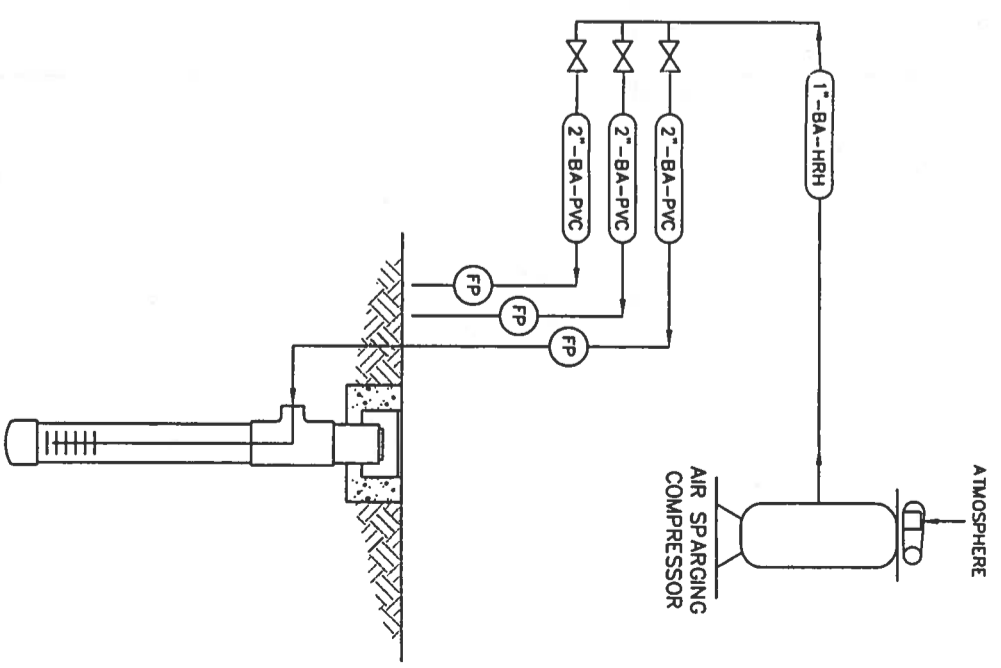 ATMOSPHERE
1"-BA-HRH
AIR SPARGING
COMPRESSOR
2"-BA-PVC
2"-BA-PVC
2"-BA-PVC
FP
FP
FP